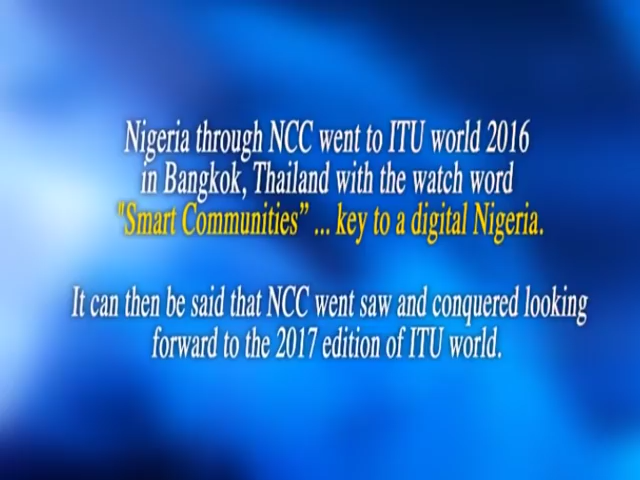 Nigeria through NCC went to ITU world 2016
in Bangkok, Thailand with the watch word
"Smart Communities” ... key to a digital Nigeria.
It can then be said that NCC went saw and conquered looking
forward to the 2017 edition of ITU world.